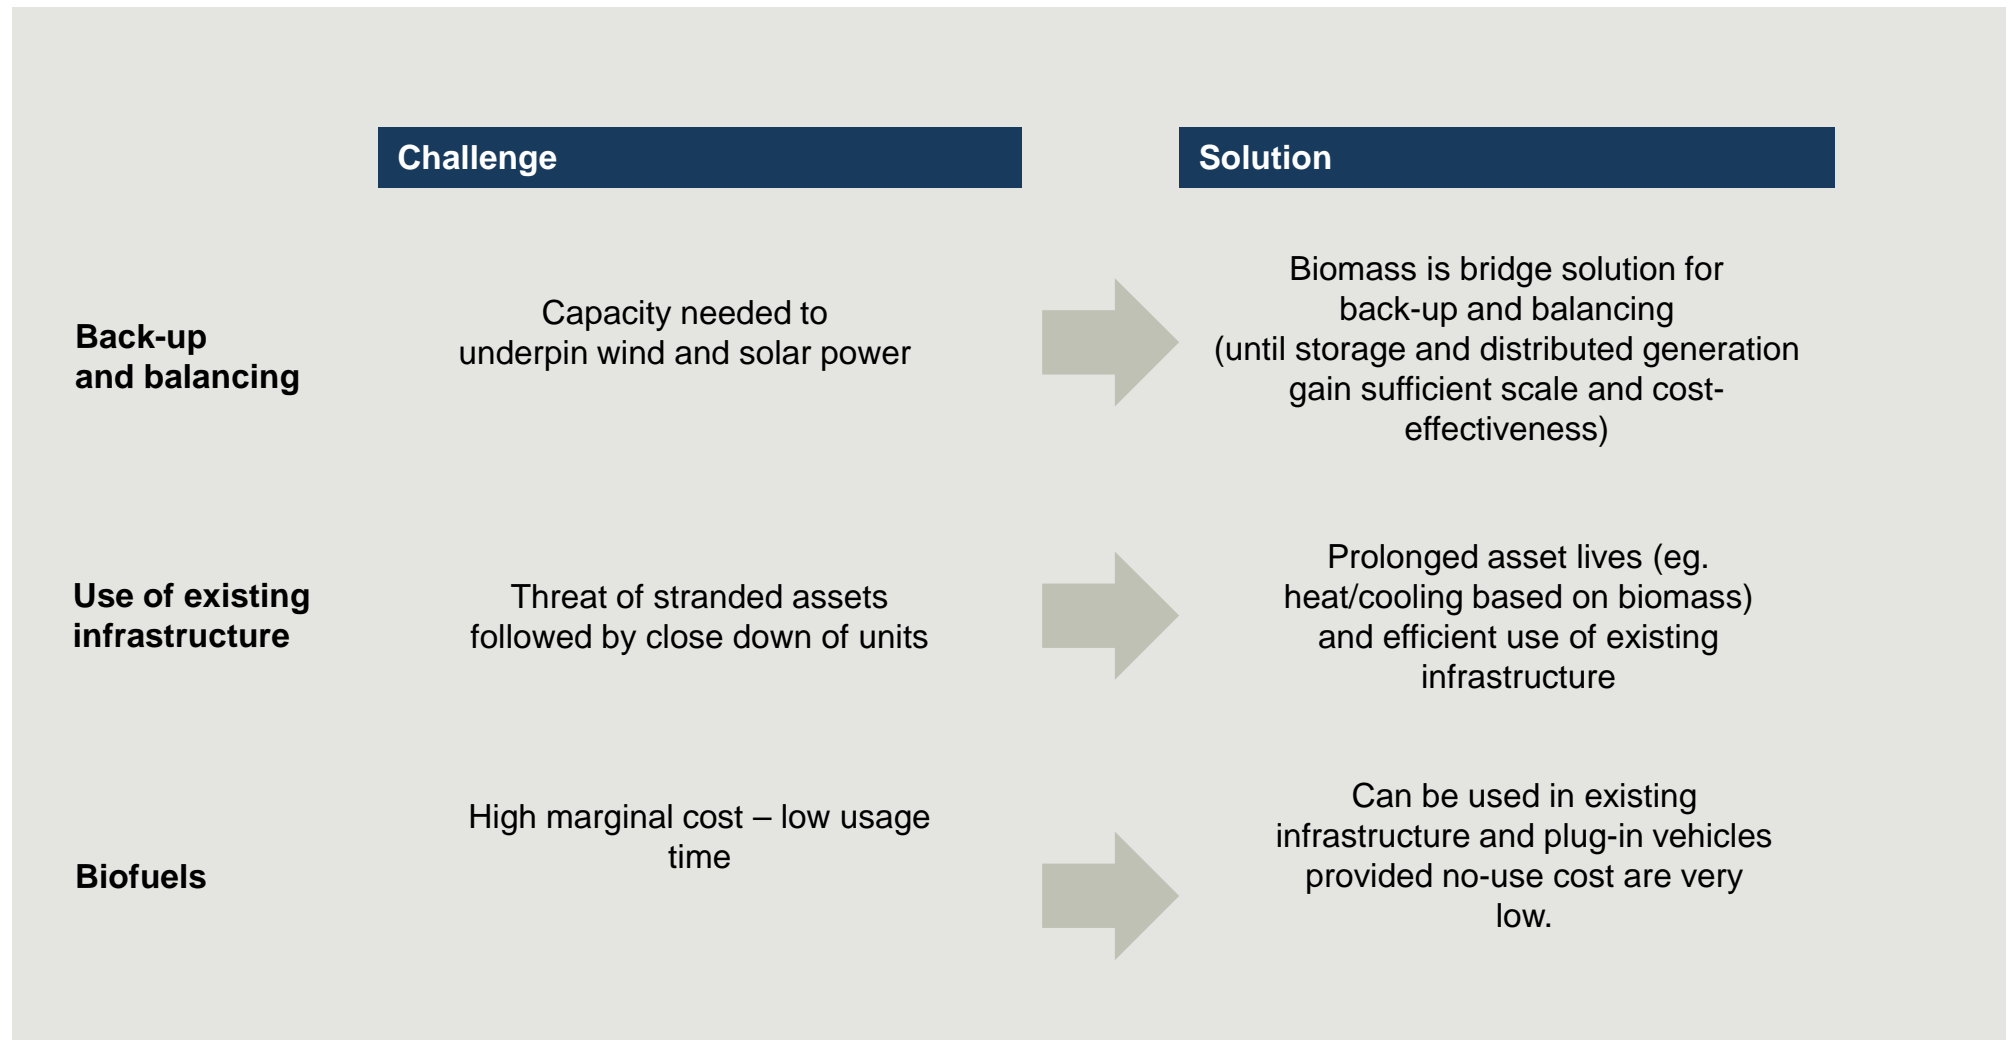 Challenge
Solution
Back-up
and balancing
Capacity needed to
underpin wind and solar power
Biomass is bridge solution for
back-up and balancing
(until storage and distributed generation
gain sufficient scale and cost-
effectiveness)
Use of existing
infrastructure
Threat of stranded assets
followed by close down of units
Prolonged asset lives (eg.
heat/cooling based on biomass)
and efficient use of existing
infrastructure
Biofuels
High marginal cost – low usage
time
Can be used in existing
infrastructure and plug-in vehicles
provided no-use cost are very
low.